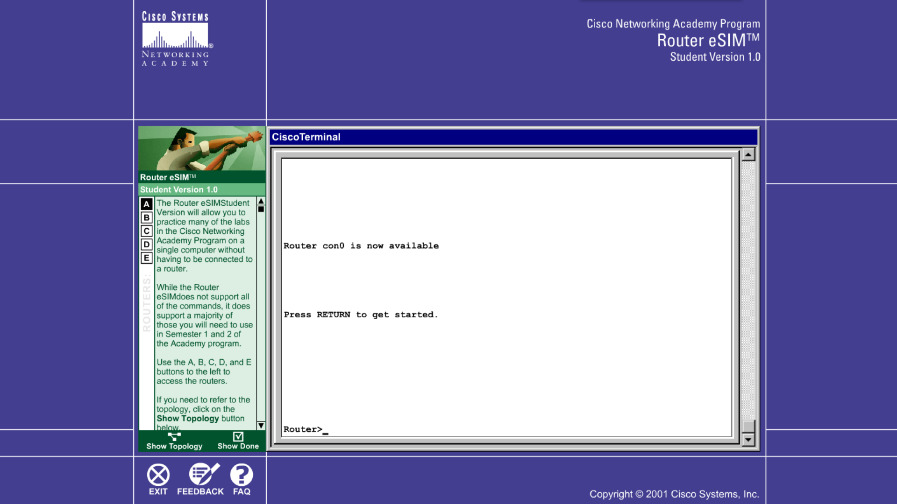 CISCO SYSTEMS
NETWORKING
ACADEMY
Cisco Networking Academy Program
Router eSIM™
Student Version 1.0
Router eSIM™
Student Version 1.0
A
B
C
D
E
ROUTERS:
The Router eSIMStudent
Version will allow you to
practice many of the labs
in the Cisco Networking
Academy Program on a
single computer without
having to be connected to
a router.
While the Router
eSIMdoes not support all
of the commands, it does
support a majority of
those you will need to use
in Semester 1 and 2 of
the Academy program.
Use the A, B, C, D, and E
buttons to the left to
access the routers.
If you need to refer to the
topology, click on the
Show Topology button
below.
Show Topology Show Done
CiscoTerminal
Router con0 is now available
Press RETURN to get started.
Router>_
EXIT FEEDBACK FAQ
Copyright © 2001 Cisco Systems, Inc.